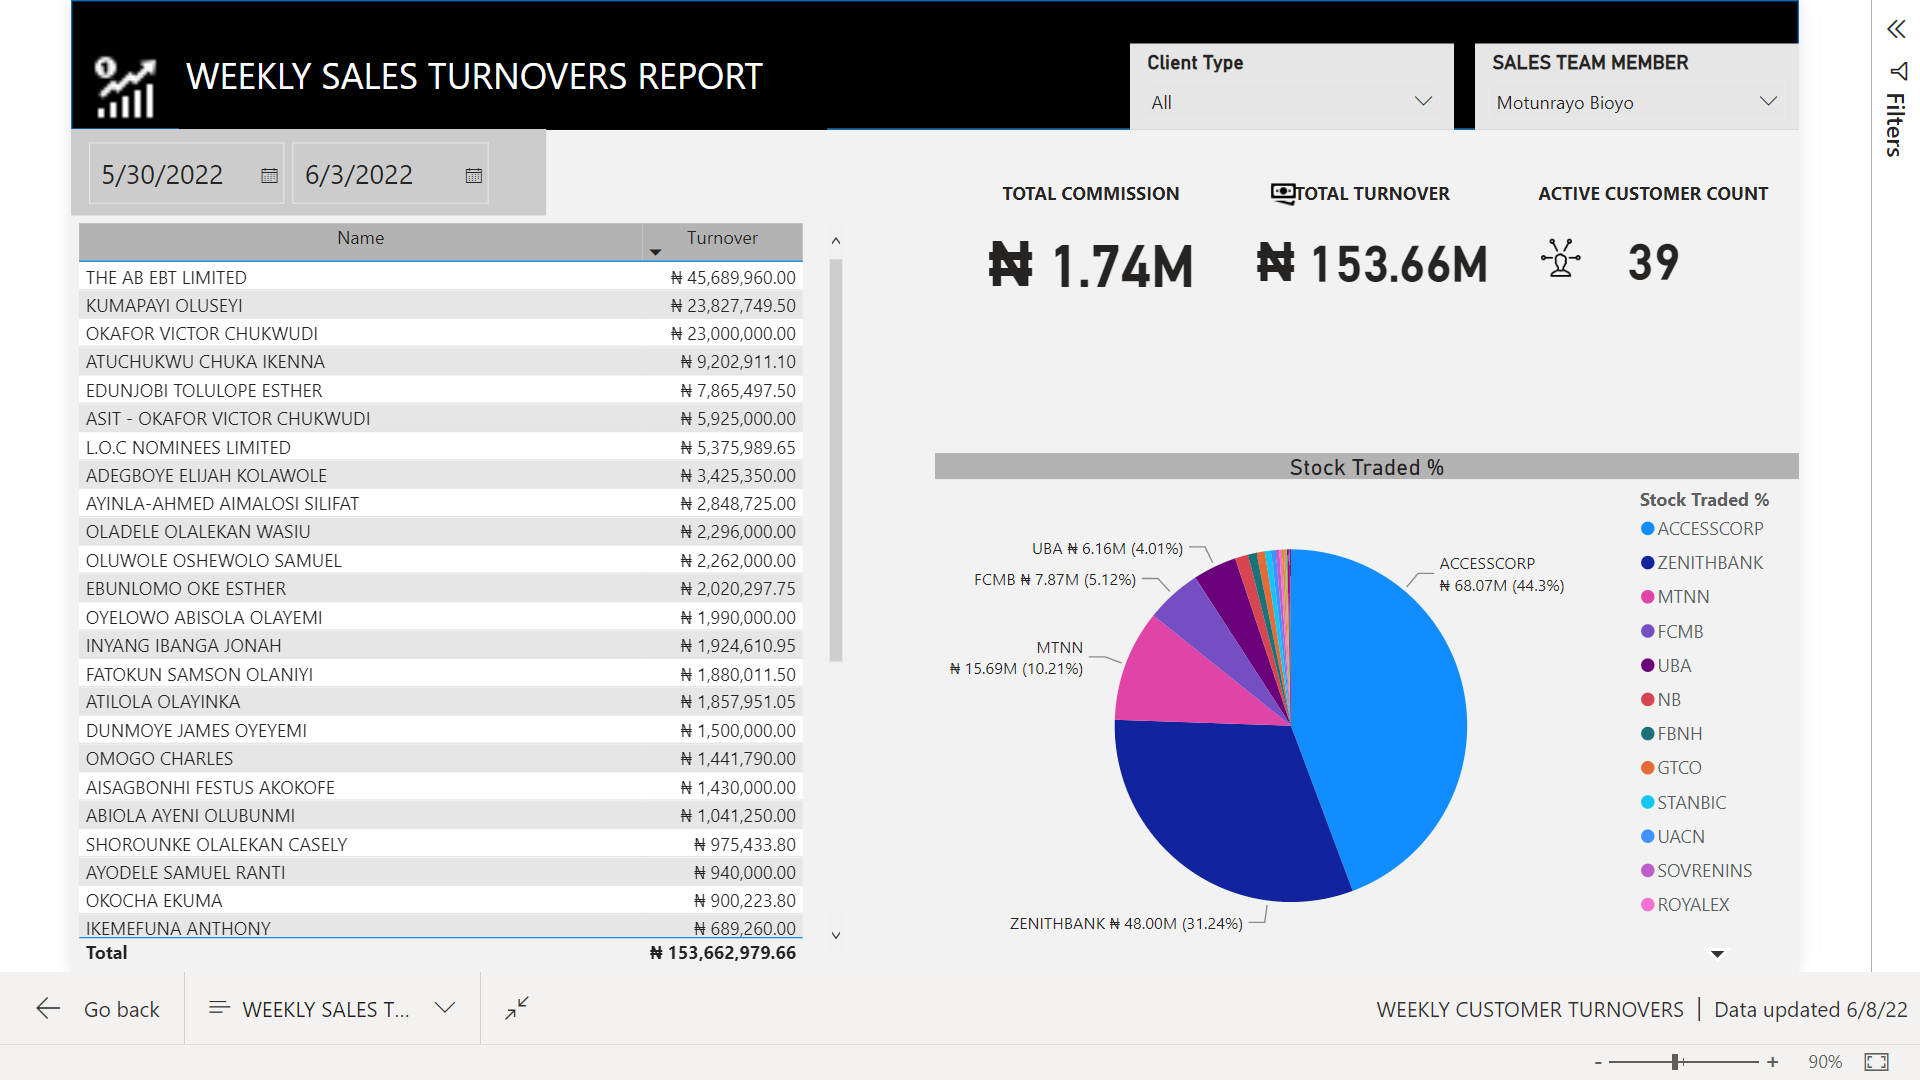 WEEKLY SALES TURNOVERS REPORT
Client Type
All
SALES TEAM MEMBER
Motunrayo Bioyo
Filters
5/30/2022 6/3/2022
TOTAL COMMISSION
₦ 1.74M
TOTAL TURNOVER
₦ 153.66M
ACTIVE CUSTOMER COUNT
39
Name Turnover
THE AB EBT LIMITED ₦ 45,689,960.00
KUMAPAYI OLUSEYI ₦ 23,827,749.50
OKAFOR VICTOR CHUKWUDI ₦ 23,000,000.00
ATUCHUKWU CHUKA IKENNA ₦ 9,202,911.10
EDUNJOBI TOLULOPE ESTHER ₦ 7,865,497.50
ASIT - OKAFOR VICTOR CHUKWUDI ₦ 5,925,000.00
L.O.C NOMINEES LIMITED ₦ 5,375,989.65
ADEGBOYE ELIJAH KOLAWOLE ₦ 3,425,350.00
AYINLA-AHMED AIMALOSI SILIFAT ₦ 2,848,725.00
OLADELE OLALEKAN WASIU ₦ 2,296,000.00
OLUWOLE OSHEWOLO SAMUEL ₦ 2,262,000.00
EBUNLOMO OKE ESTHER ₦ 2,020,297.75
OYELOWO ABISOLA OLAYEMI ₦ 1,990,000.00
INYANG IBANGA JONAH ₦ 1,924,610.95
FATOKUN SAMSON OLANIYI ₦ 1,880,011.50
ATILOLA OLAYINKA ₦ 1,857,951.05
DUNMOYE JAMES OYEYEMI ₦ 1,500,000.00
OMOGO CHARLES ₦ 1,441,790.00
AISAGBONHI FESTUS AKOKOFE ₦ 1,430,000.00
ABIOLA AYENI OLUBUNMI ₦ 1,041,250.00
SHOROUNKE OLALEKAN CASELY ₦ 975,433.80
AYODELE SAMUEL RANTI ₦ 940,000.00
OKOCHA EKUMA ₦ 900,223.80
IKEMEFUNA ANTHONY ₦ 689,260.00
Total ₦ 153,662,979.66
Stock Traded %
UBA ₦ 6.16M (4.01%)
FCMB ₦ 7.87M (5.12%)
MTNN
₦ 15.69M (10.21%)
ZENITHBANK ₦ 48.00M (31.24%)
ACCESSCORP
₦ 68.07M (44.3%)
Stock Traded %
ACCESSCORP
ZENITHBANK
MTNN
FCMB
UBA
NB
FBNH
GTCO
STANBIC
UACN
SOVRENINS
ROYALEX
Go back
WEEKLY SALES T...
WEEKLY CUSTOMER TURNOVERS | Data updated 6/8/22
- + 90%